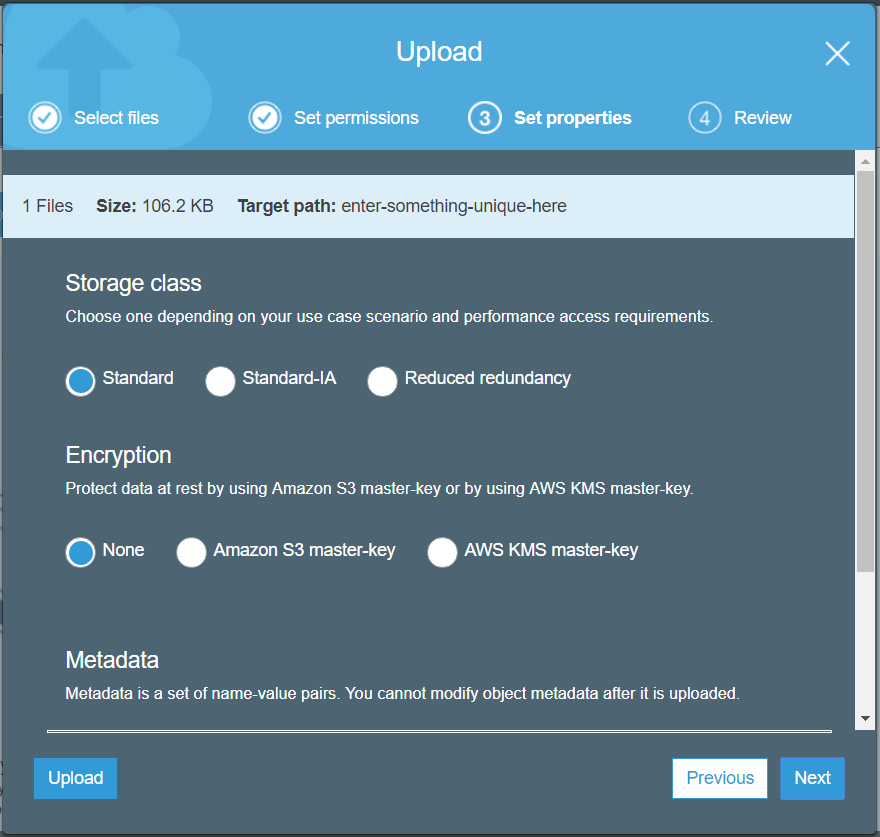 Upload
Select files
Set permissions
3 Set properties
4 Review
1 Files Size: 106.2 KB Target path: enter-something-unique-here
Storage class
Choose one depending on your use case scenario and performance access requirements.
Standard Standard-IA Reduced redundancy
Encryption
Protect data at rest by using Amazon S3 master-key or by using AWS KMS master-key.
None Amazon S3 master-key AWS KMS master-key
Metadata
Metadata is a set of name-value pairs. You cannot modify object metadata after it is uploaded.
Upload Previous Next